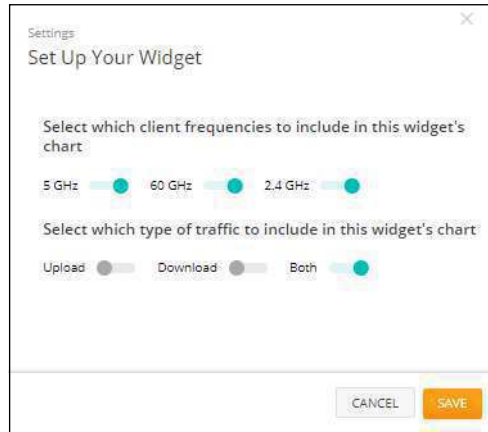 Settings
Set Up Your Widget
Select which client frequencies to include in this widget's
chart
5 GHz 60 GHz 2.4 GHz
Select which type of traffic to include in this widget's chart
Upload Download Both
CANCEL SAVE